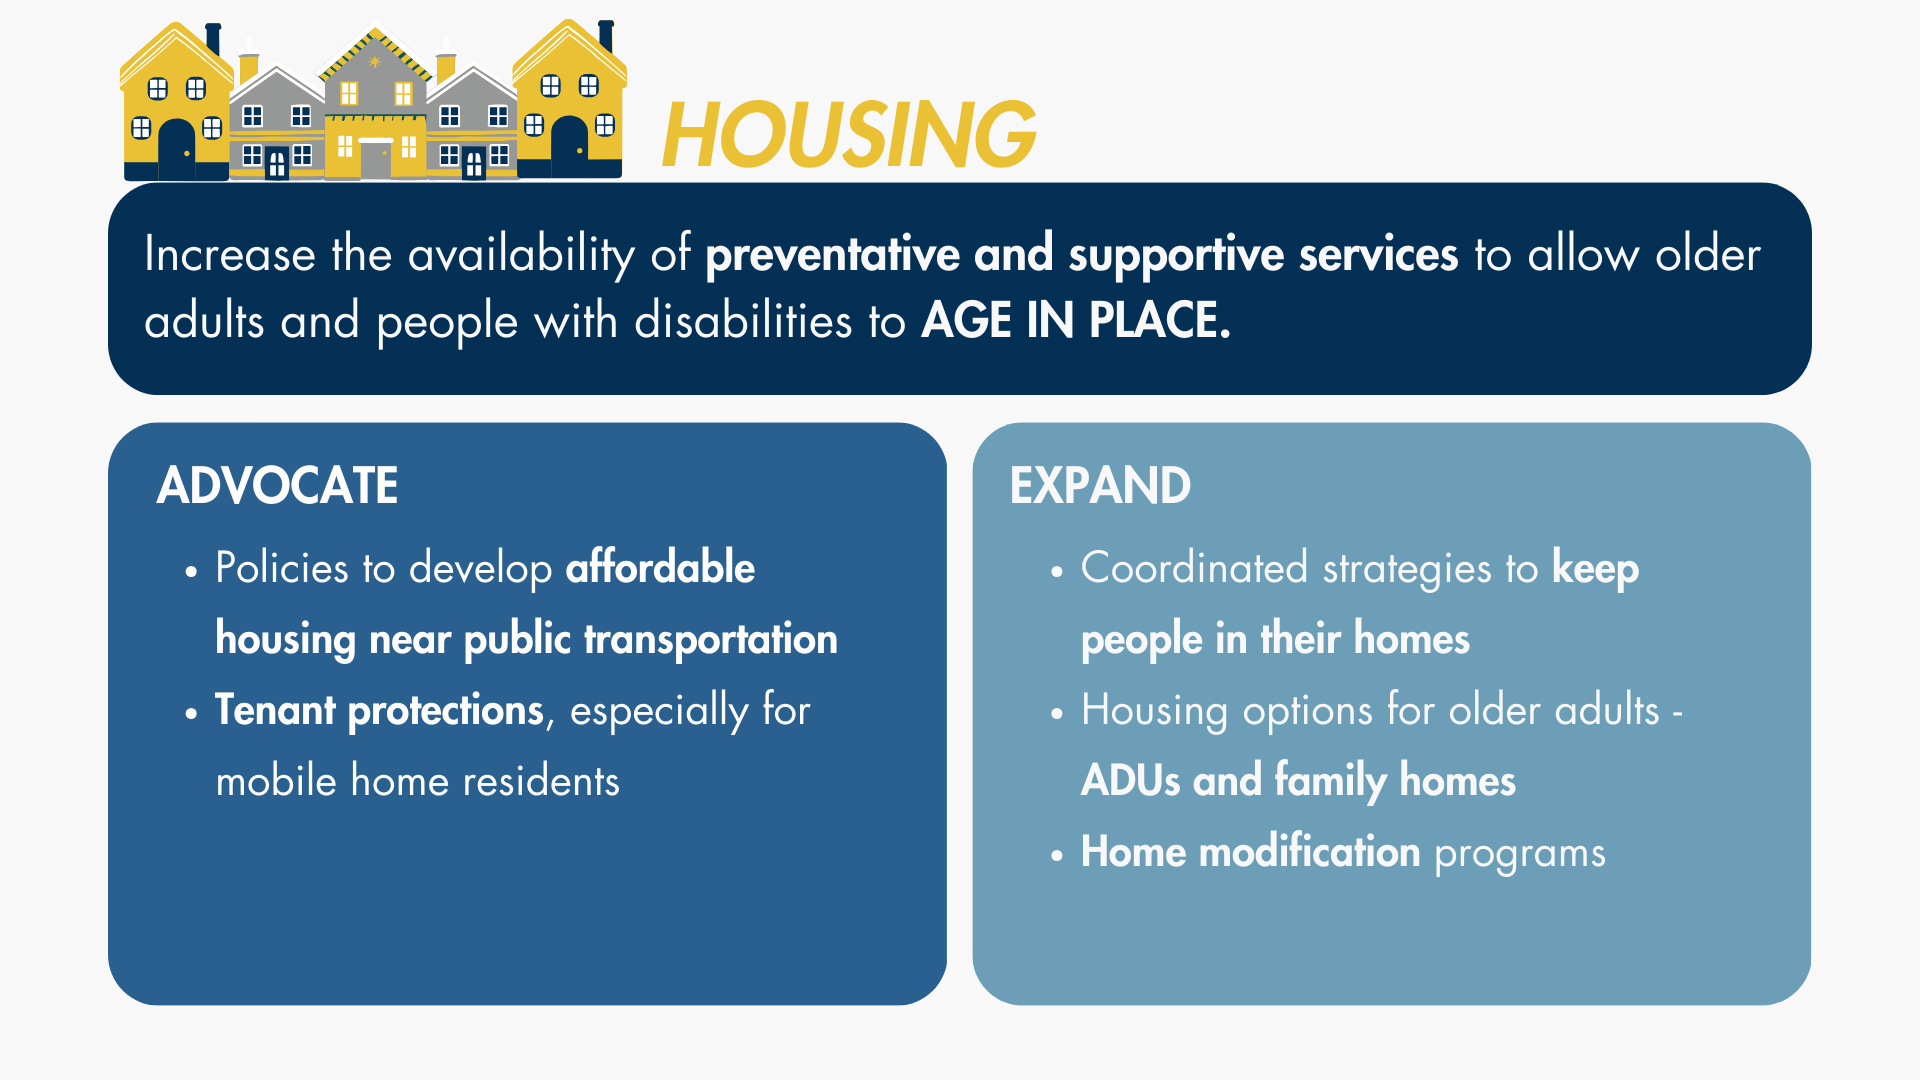 HOUSING
Increase the availability of preventative and supportive services to allow older
adults and people with disabilities to AGE IN PLACE.
ADVOCATE
• Policies to develop affordable
housing near public transportation
• Tenant protections, especially for
mobile home residents
EXPAND
• Coordinated strategies to keep
people in their homes
• Housing options for older adults -
ADUs and family homes
• Home modification programs